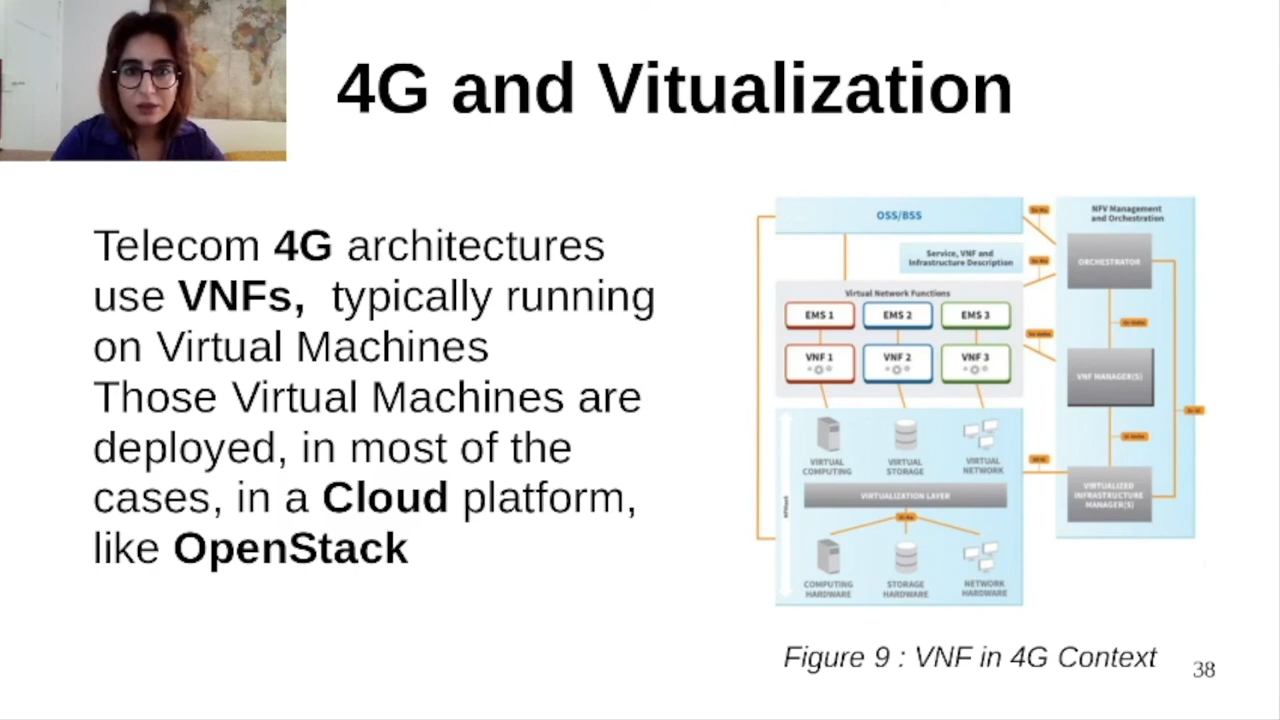 4G and Vitualization
Telecom 4G architectures
use VNFs, typically running
on Virtual Machines
Those Virtual Machines are
deployed, in most of the
cases, in a Cloud platform,
like OpenStack
OSS/BSS
Service, VNF and
Infrastructure Description
Virtual Network Functions
EMS 1 EMS 2 EMS 3
VNF 1 VNF 2 VNF 3
VIRTUAL COMPUTING
VIRTUAL STORAGE
VIRTUAL NETWORK
VIRTUALIZATION LAYER
COMPUTING HARDWARE
STORAGE HARDWARE
NETWORK HARDWARE
NFV Management
and Orchestration
ORCHESTRATOR
VNF MANAGER(S)
VIRTUALIZED
INFRASTRUCTURE
MANAGER(S)
Figure 9 : VNF in 4G Context
38